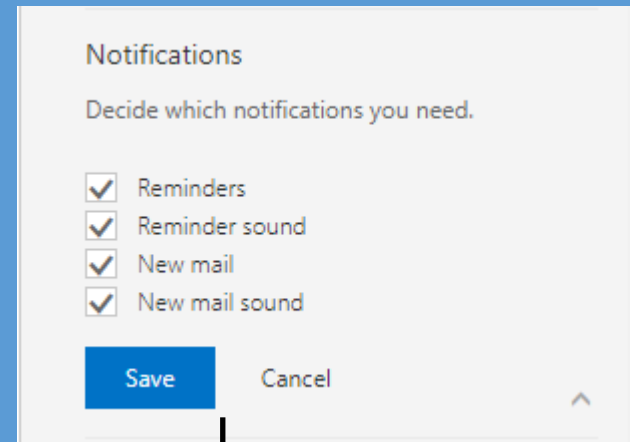 Notifications
Decide which notifications you need.
Reminders
Reminder sound
New mail
New mail sound
Save Cancel